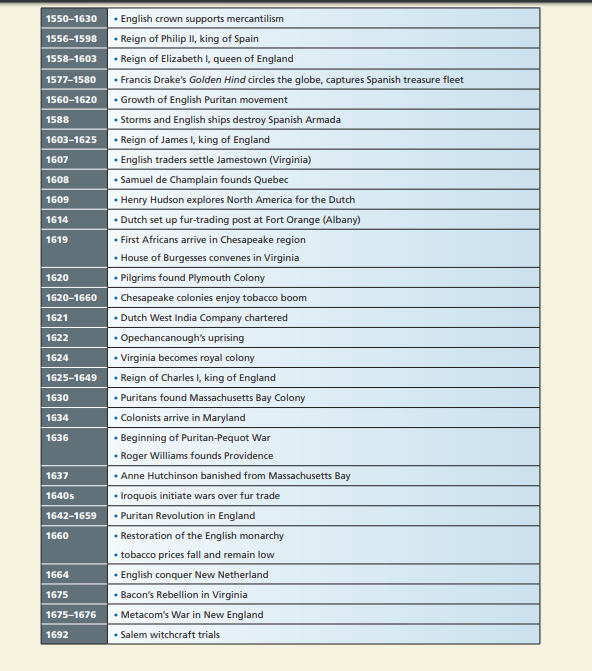 1550–1630 • English crown supports mercantilism
1556–1598 • Reign of Philip II, king of Spain
1558–1603 • Reign of Elizabeth I, queen of England
1577–1580 • Francis Drake's Golden Hind circles the globe, captures Spanish treasure fleet
1560–1620 • Growth of English Puritan movement
1588 • Storms and English ships destroy Spanish Armada
1603–1625 • Reign of James I, king of England
1607 • English traders settle Jamestown (Virginia)
1608 • Samuel de Champlain founds Quebec
1609 • Henry Hudson explores North America for the Dutch
1614 • Dutch set up fur-trading post at Fort Orange (Albany)
1619 • First Africans arrive in Chesapeake region
• House of Burgesses convenes in Virginia
1620 • Pilgrims found Plymouth Colony
1620–1660 • Chesapeake colonies enjoy tobacco boom
1621 • Dutch West India Company chartered
1622 • Opechancanough's uprising
1624 • Virginia becomes royal colony
1625–1649 • Reign of Charles I, king of England
1630 • Puritans found Massachusetts Bay Colony
1634 • Colonists arrive in Maryland
1636 • Beginning of Puritan-Pequot War
• Roger Williams founds Providence
1637 • Anne Hutchinson banished from Massachusetts Bay
1640s • Iroquois initiate wars over fur trade
1642–1659 • Puritan Revolution in England
1660 • Restoration of the English monarchy
• tobacco prices fall and remain low
1664 • English conquer New Netherland
1675 • Bacon's Rebellion in Virginia
1675–1676 • Metacom's War in New England
1692 • Salem witchcraft trials